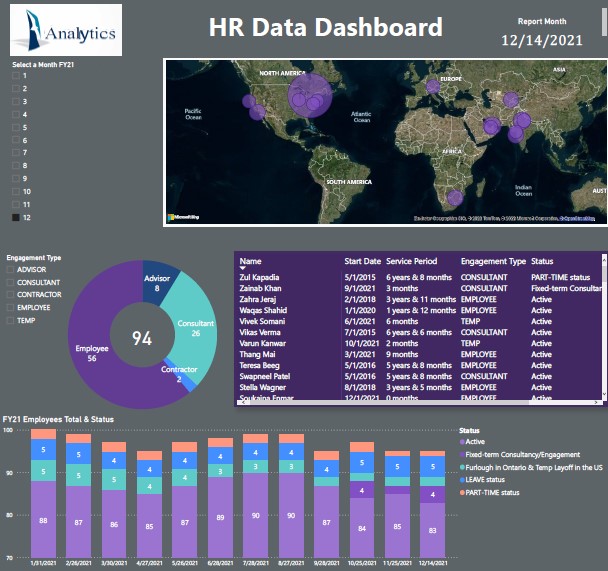 Analytics
HR Data Dashboard
Report Month
12/14/2021
Select a Month FY21
1
2
3
4
5
6
7
8
9
10
11
12
NORTH AMERICA
EUROPE
ASIA
Pacific
Ocean
Atlantic
Ocean
AFRICA
SOUTH AMERICA
Indian
Ocean
AUST
Microsoft Bing
Engagement Type
ADVISOR
CONSULTANT
CONTRACTOR
EMPLOYEE
TEMP
Advisor
8
Consultant
26
Contractor
2
Employee
56
94
Name Start Date Service Period Engagement Type Status
Zul Kapadia 5/1/2015 6 years & 8 months CONSULTANT PART-TIME status
Zainab Khan 9/1/2021 3 months CONSULTANT Fixed-term Consultan
Zahra Jeraj 2/1/2018 3 years & 11 months EMPLOYEE Active
Waqas Shahid 1/1/2020 1 years & 12 months EMPLOYEE Active
Vivek Somani 6/1/2021 6 months TEMP Active
Vikas Verma 7/1/2015 6 years & 6 months CONSULTANT Active
Varun Kanwar 10/1/2021 2 months TEMP Active
Thang Mai 3/1/2021 9 months EMPLOYEE Active
Teresa Beeg 5/1/2016 5 years & 8 months EMPLOYEE Active
Swapneel Patel 5/1/2016 5 years & 8 months CONSULTANT Active
Stella Wagner 8/1/2018 3 years & 5 months EMPLOYEE Active
Soukaina Enmar 12/1/2021 0 months EMPLOYEE Active
FY21 Employees Total & Status
100
90
80
70
5
5
88
5
5
87
4
5
86
4
4
85
4
4
87
4
3
89
4
3
90
4
3
90
4
87
5
4
84
5
85
5
4
83
1/31/2021
2/26/2021
3/30/2021
4/27/2021
5/26/2021
6/28/2021
7/28/2021
8/27/2021
9/28/2021
10/25/2021
11/25/2021
12/14/2021
Status
Active
Fixed-term Consultancy/Engagement
Furlough in Ontario & Temp Layoff in the US
LEAVE status
PART-TIME status